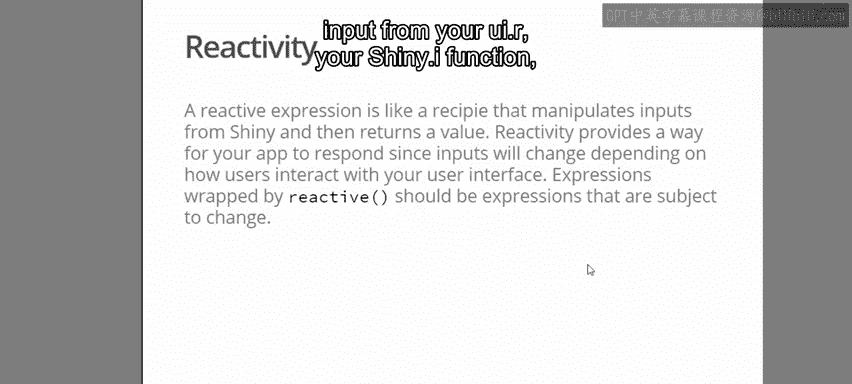 input from your ui.r,
Reactivity
your Shiny.i function,
A reactive expression is like a recipie that manipulates inputs
from Shiny and then returns a value. Reactivity provides a way
for your app to respond since inputs will change depending on
how users interact with your user interface. Expressions
wrapped by reactive() should be expressions that are subject
to change.